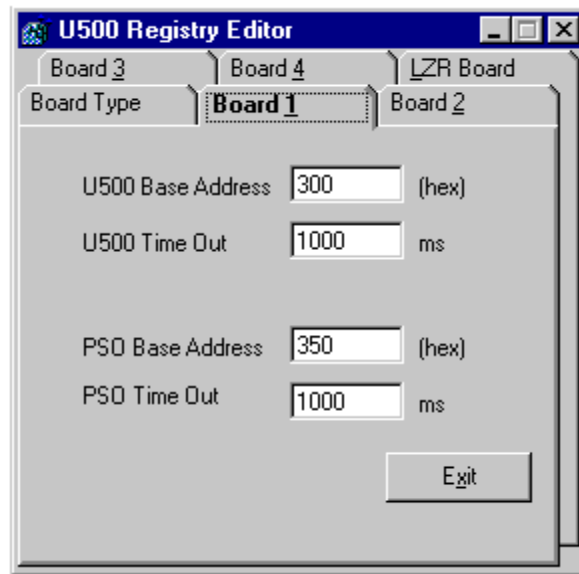 U500 Registry Editor
Board 3 Board 4 LZR Board
Board Type Board 1 Board 2
U500 Base Address 300 (hex)
U500 Time Out 1000 ms
PSO Base Address 350 (hex)
PSO Time Out 1000 ms
Exit